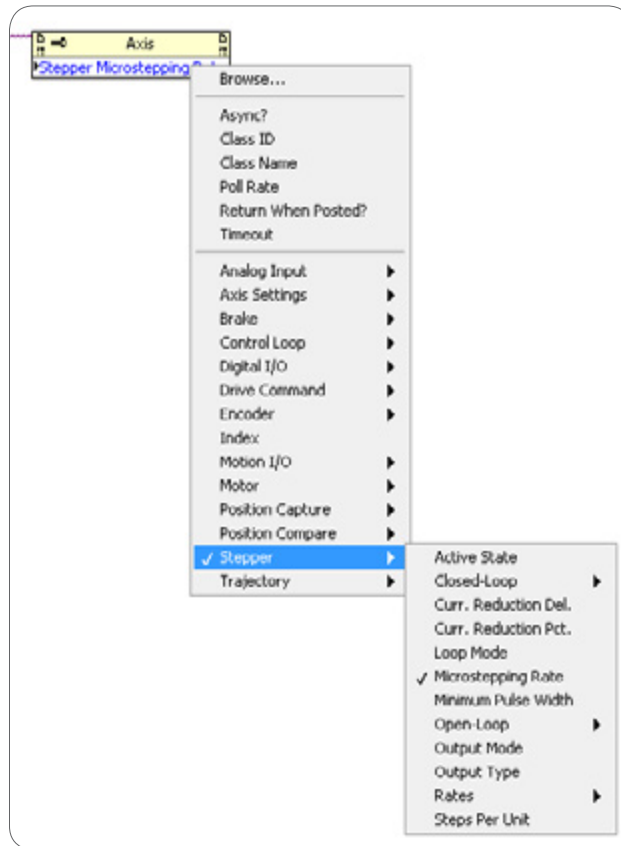 Axis
Stepper Microstepping
Browse...
Async?
Class ID
Class Name
Poll Rate
Return When Posted?
Timeout
Analog Input
Axis Settings
Brake
Control Loop
Digital I/O
Drive Command
Encoder
Index
Motion I/O
Motor
Position Capture
Position Compare
Stepper
Trajectory
Active State
Closed-Loop
Curr. Reduction Del.
Curr. Reduction Pct.
Loop Mode
Microstepping Rate
Minimum Pulse Width
Open-Loop
Output Mode
Output Type
Rates
Steps Per Unit